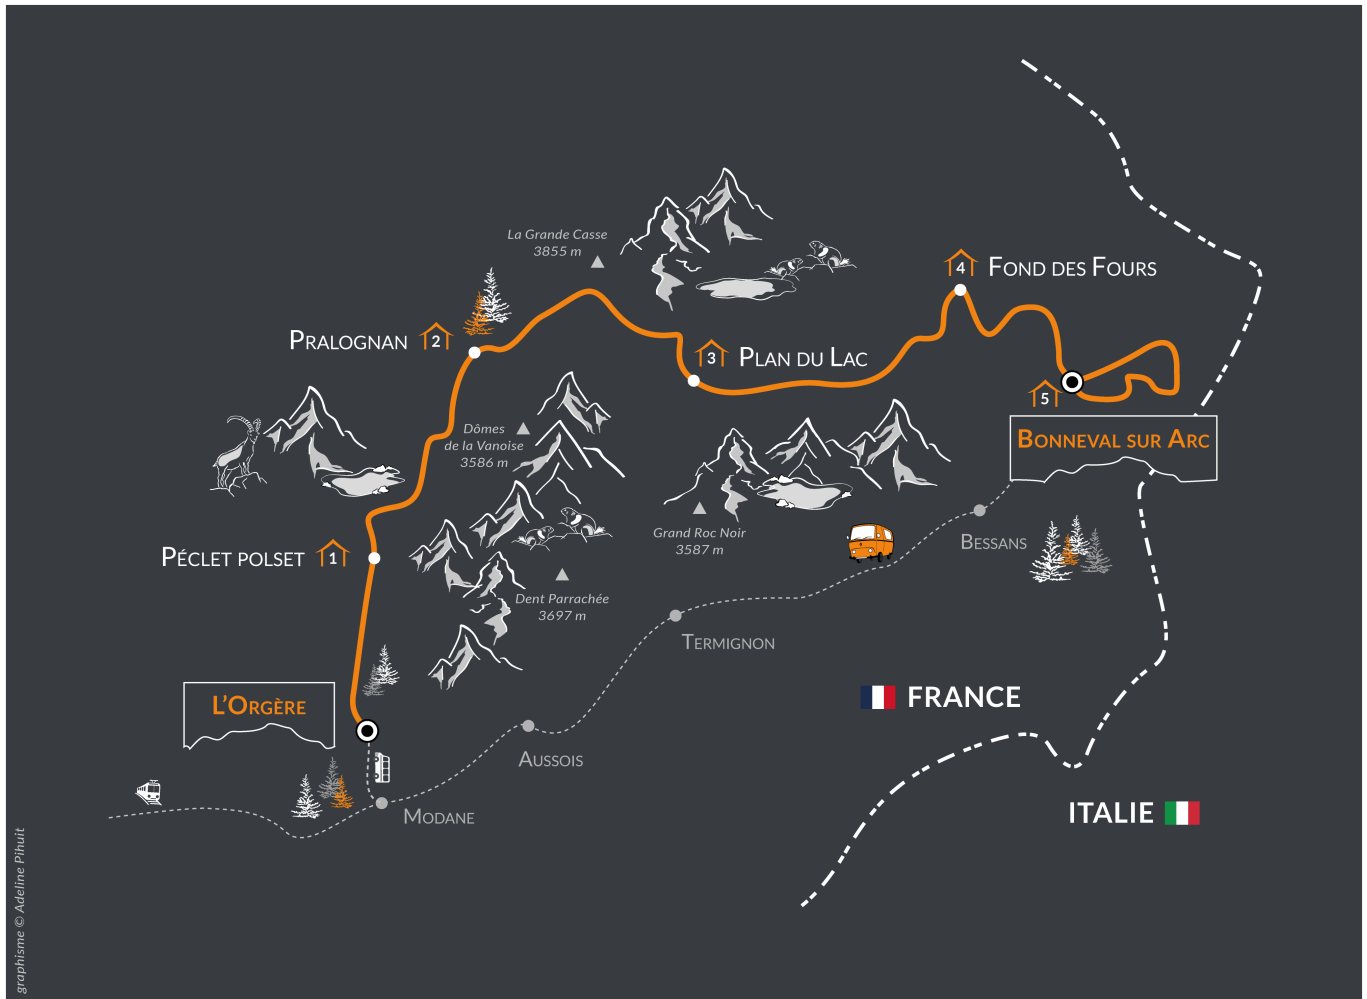 La Grande Casse
3855 m
4 FOND DES FOURS
PRALOGNAN 2
3 PLAN DU LAC
5
BONNEVAL SUR ARC
Dômes
de la Vanoise
3586 m
Grand Roc Noir
3587 m
BESSANS
PÉCLET POLSET 1
Dent Parrachée
3697 m
TERMIGNON
L'ORGÈRE
FRANCE
AUSSOIS
MODANE
ITALIE
graphisme © Adeline Pihuit